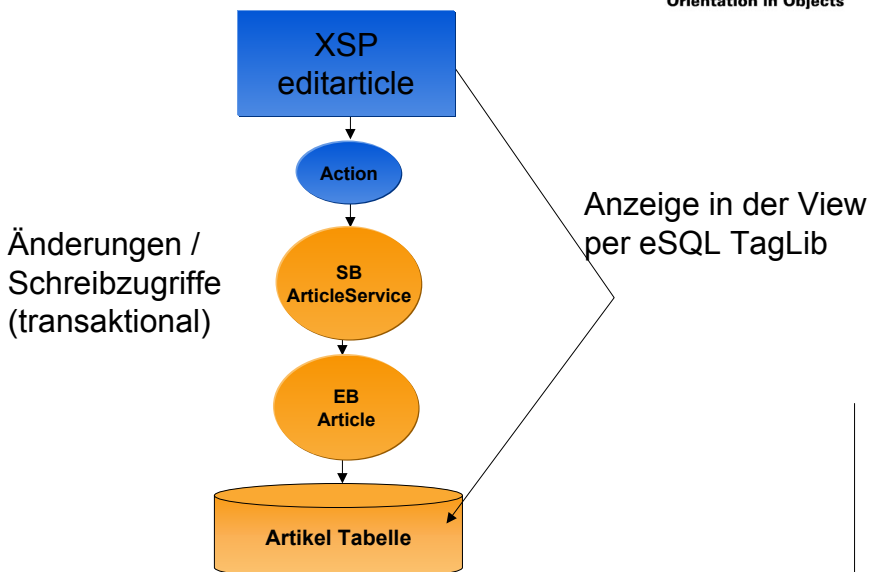 Orientation in Objects
XSP
editarticle
Action
Änderungen /
Schreibzugriffe
(transaktional)
SB
ArticleService
Anzeige in der View
per eSQL TagLib
EB
Article
Artikel Tabelle